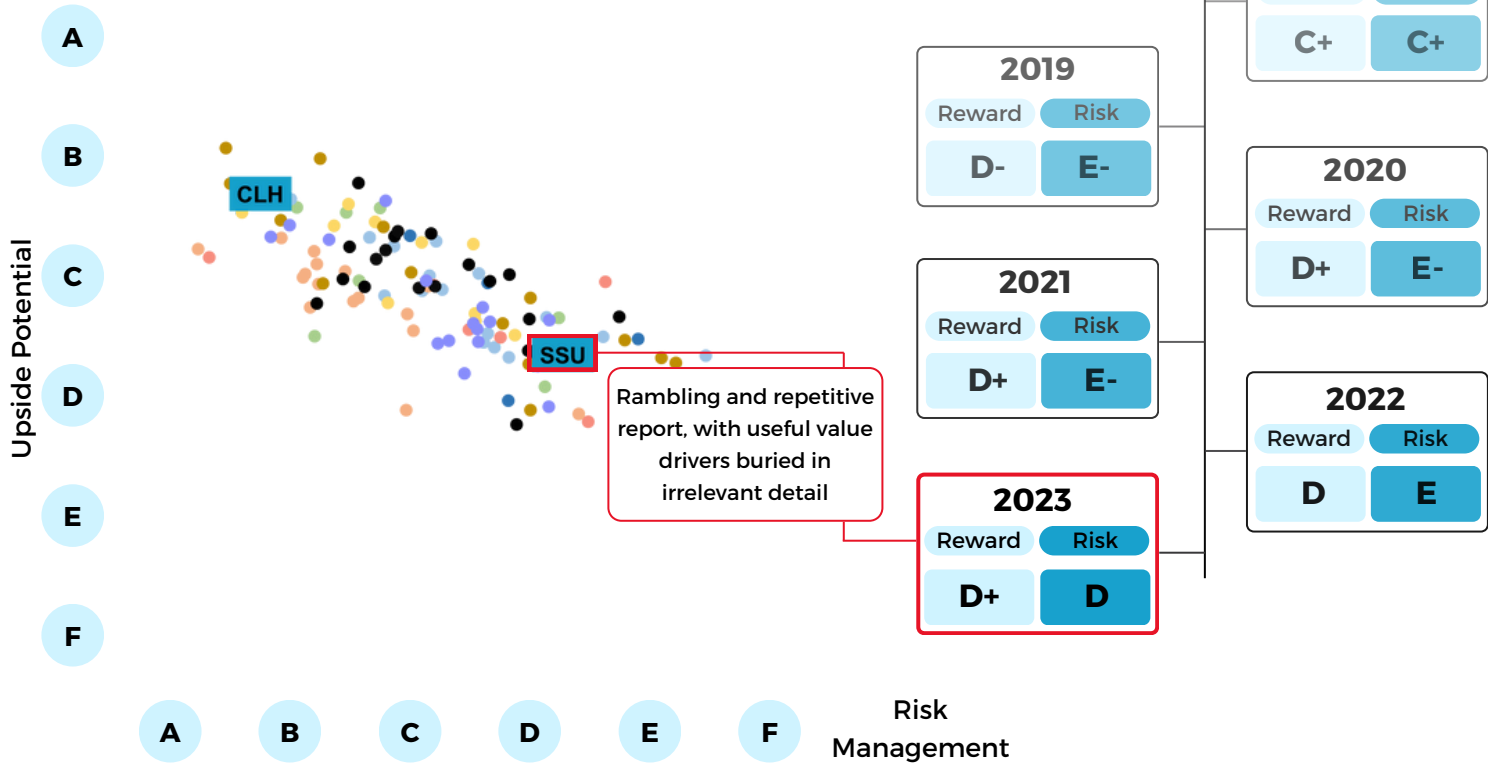 Upside Potential
A
B
C
D
E
F
CLH
SSU
Rambling and repetitive
report, with useful value
drivers buried in
irrelevant detail
A
B
C
D
E
F
Risk
Management
C+
C+
2019
Reward
Risk
D-
E-
2020
Reward
Risk
D+
E-
2021
Reward
Risk
D+
E-
2022
Reward
Risk
D
E
2023
Reward
Risk
D+
D